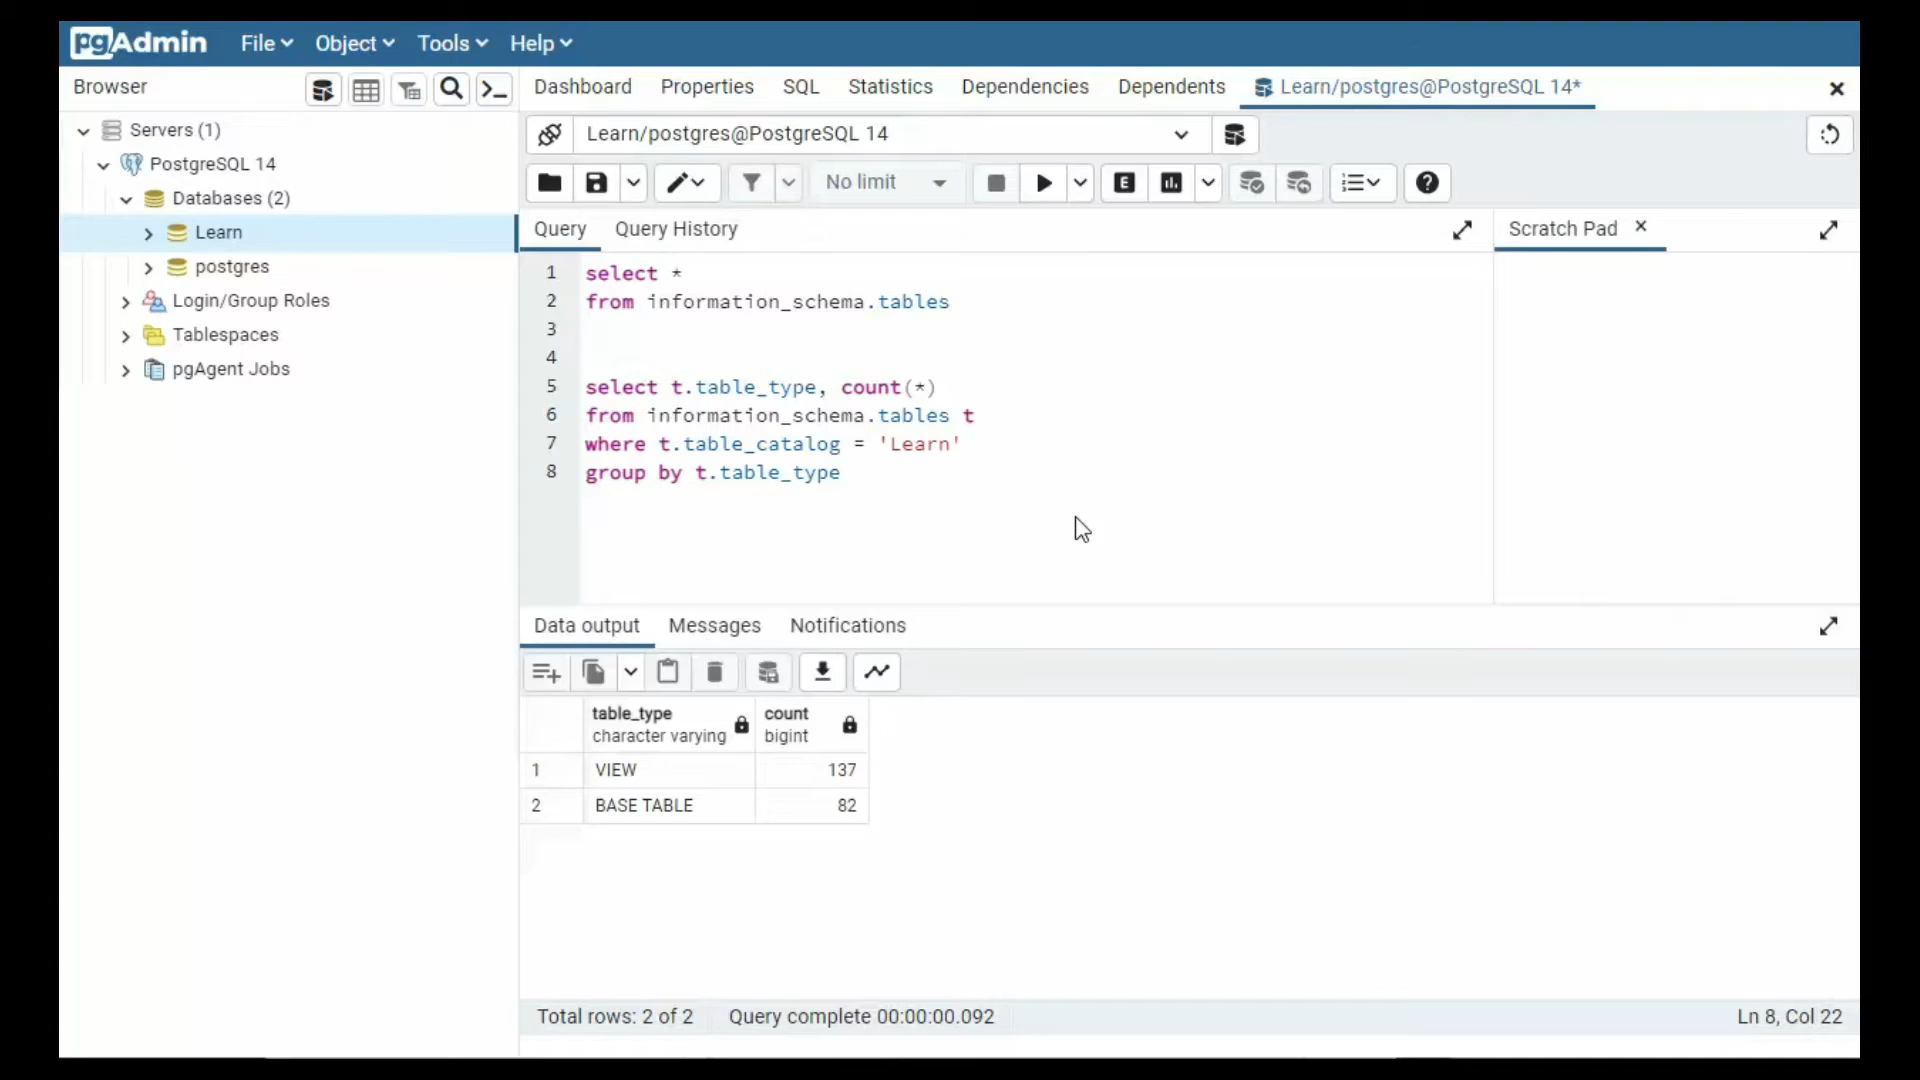 pgAdmin File Object Tools Help
Browser
Dashboard Properties SQL Statistics Dependencies Dependents Learn/postgres@PostgreSQL 14*
Servers (1)
PostgreSQL 14
Databases (2)
Learn
postgres
Login/Group Roles
Tablespaces
pgAgent Jobs
Learn/postgres@PostgreSQL 14
No limit
E
Query Query History
Scratch Pad
1 select *
2 from information_schema.tables
3
4
5 select t.table_type, count(*)
6 from information_schema.tables t
7 where t.table_catalog = 'Learn'
8 group by t.table_type
Data output Messages Notifications
table_type count
character varying bigint
1 VIEW 137
2 BASE TABLE 82
Total rows: 2 of 2 Query complete 00:00:00.092 Ln 8, Col 22